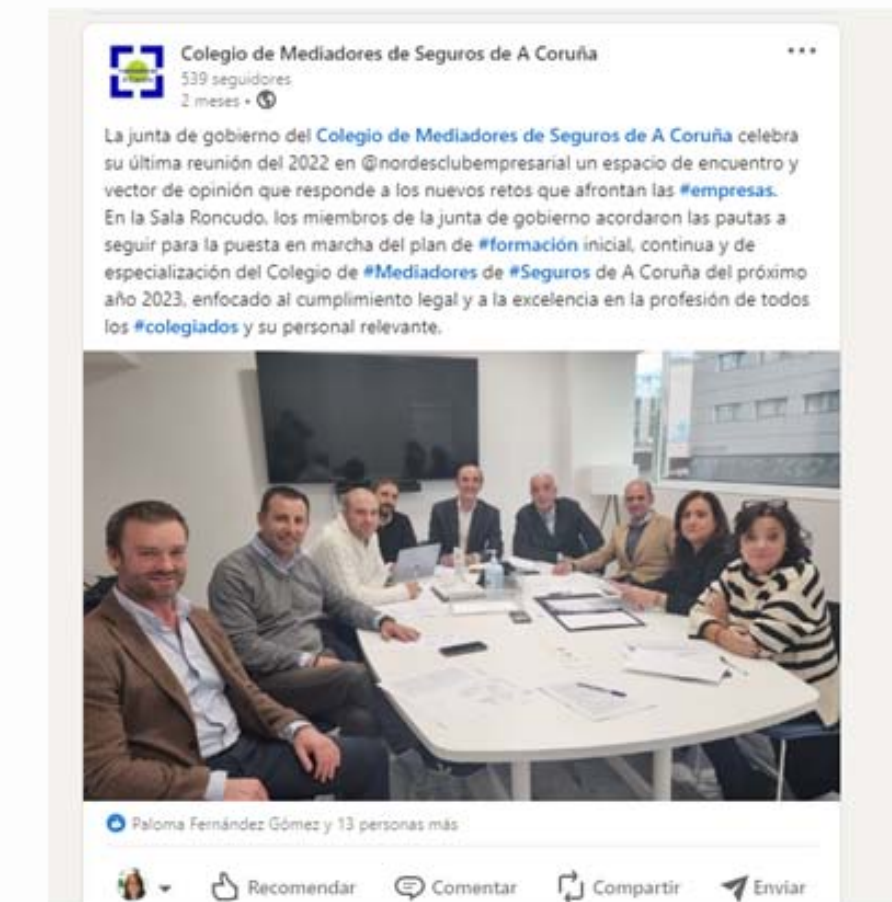 Colegio de Mediadores de Seguros de A Coruña
539 seguidores
2 meses •
La junta de gobierno del Colegio de Mediadores de Seguros de A Coruña celebra
su última reunión del 2022 en @nordesclubempresarial un espacio de encuentro y
vector de opinión que responde a los nuevos retos que afrontan las #empresas.
En la Sala Roncudo, los miembros de la junta de gobierno acordaron las pautas a
seguir para la puesta en marcha del plan de #formación inicial, continua y de
especialización del Colegio de #Mediadores de #Seguros de A Coruña del próximo
año 2023, enfocado al cumplimiento legal y a la excelencia en la profesión de todos
los #colegiados y su personal relevante.
Paloma Fernández Gómez y 13 personas más
Recomendar
Comentar
Compartir
Enviar